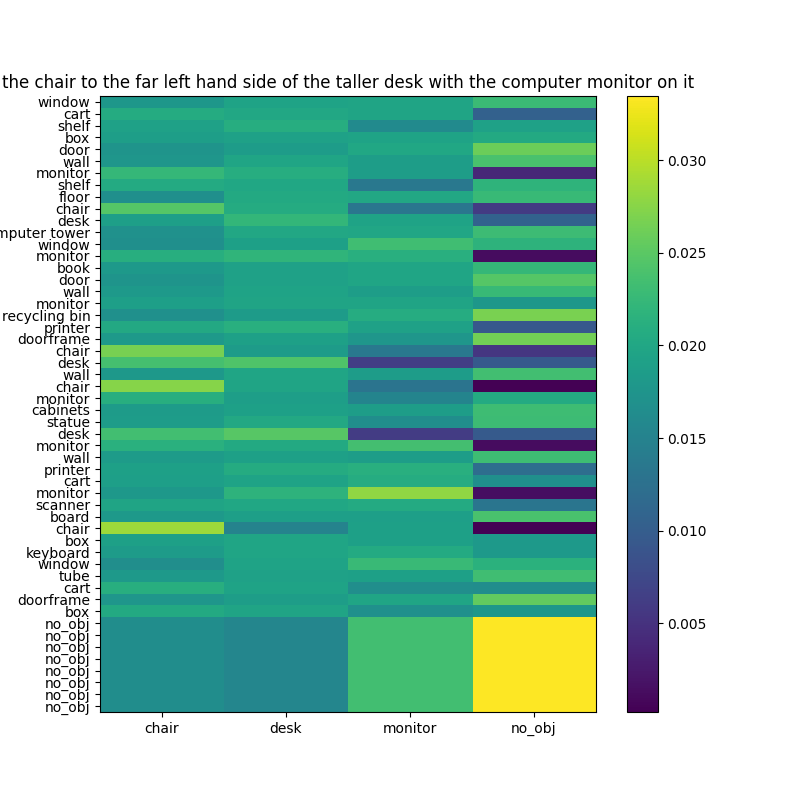 the chair to the far left hand side of the taller desk with the computer monitor on it
window
cart
shelf
box
door
wall
monitor
shelf
floor
chair
desk
mputer tower
window
monitor
book
door
wall
monitor
recycling bin
printer
doorframe
chair
desk
wall
chair
monitor
cabinets
statue
desk
monitor
wall
printer
cart
monitor
scanner
board
chair
box
keyboard
window
tube
cart
doorframe
box
no_obj
no_obj
no_obj
no_obj
no_obj
no_obj
no_obj
no_obj
chair desk monitor no_obj
0.030
0.025
0.020
0.015
0.010
0.005